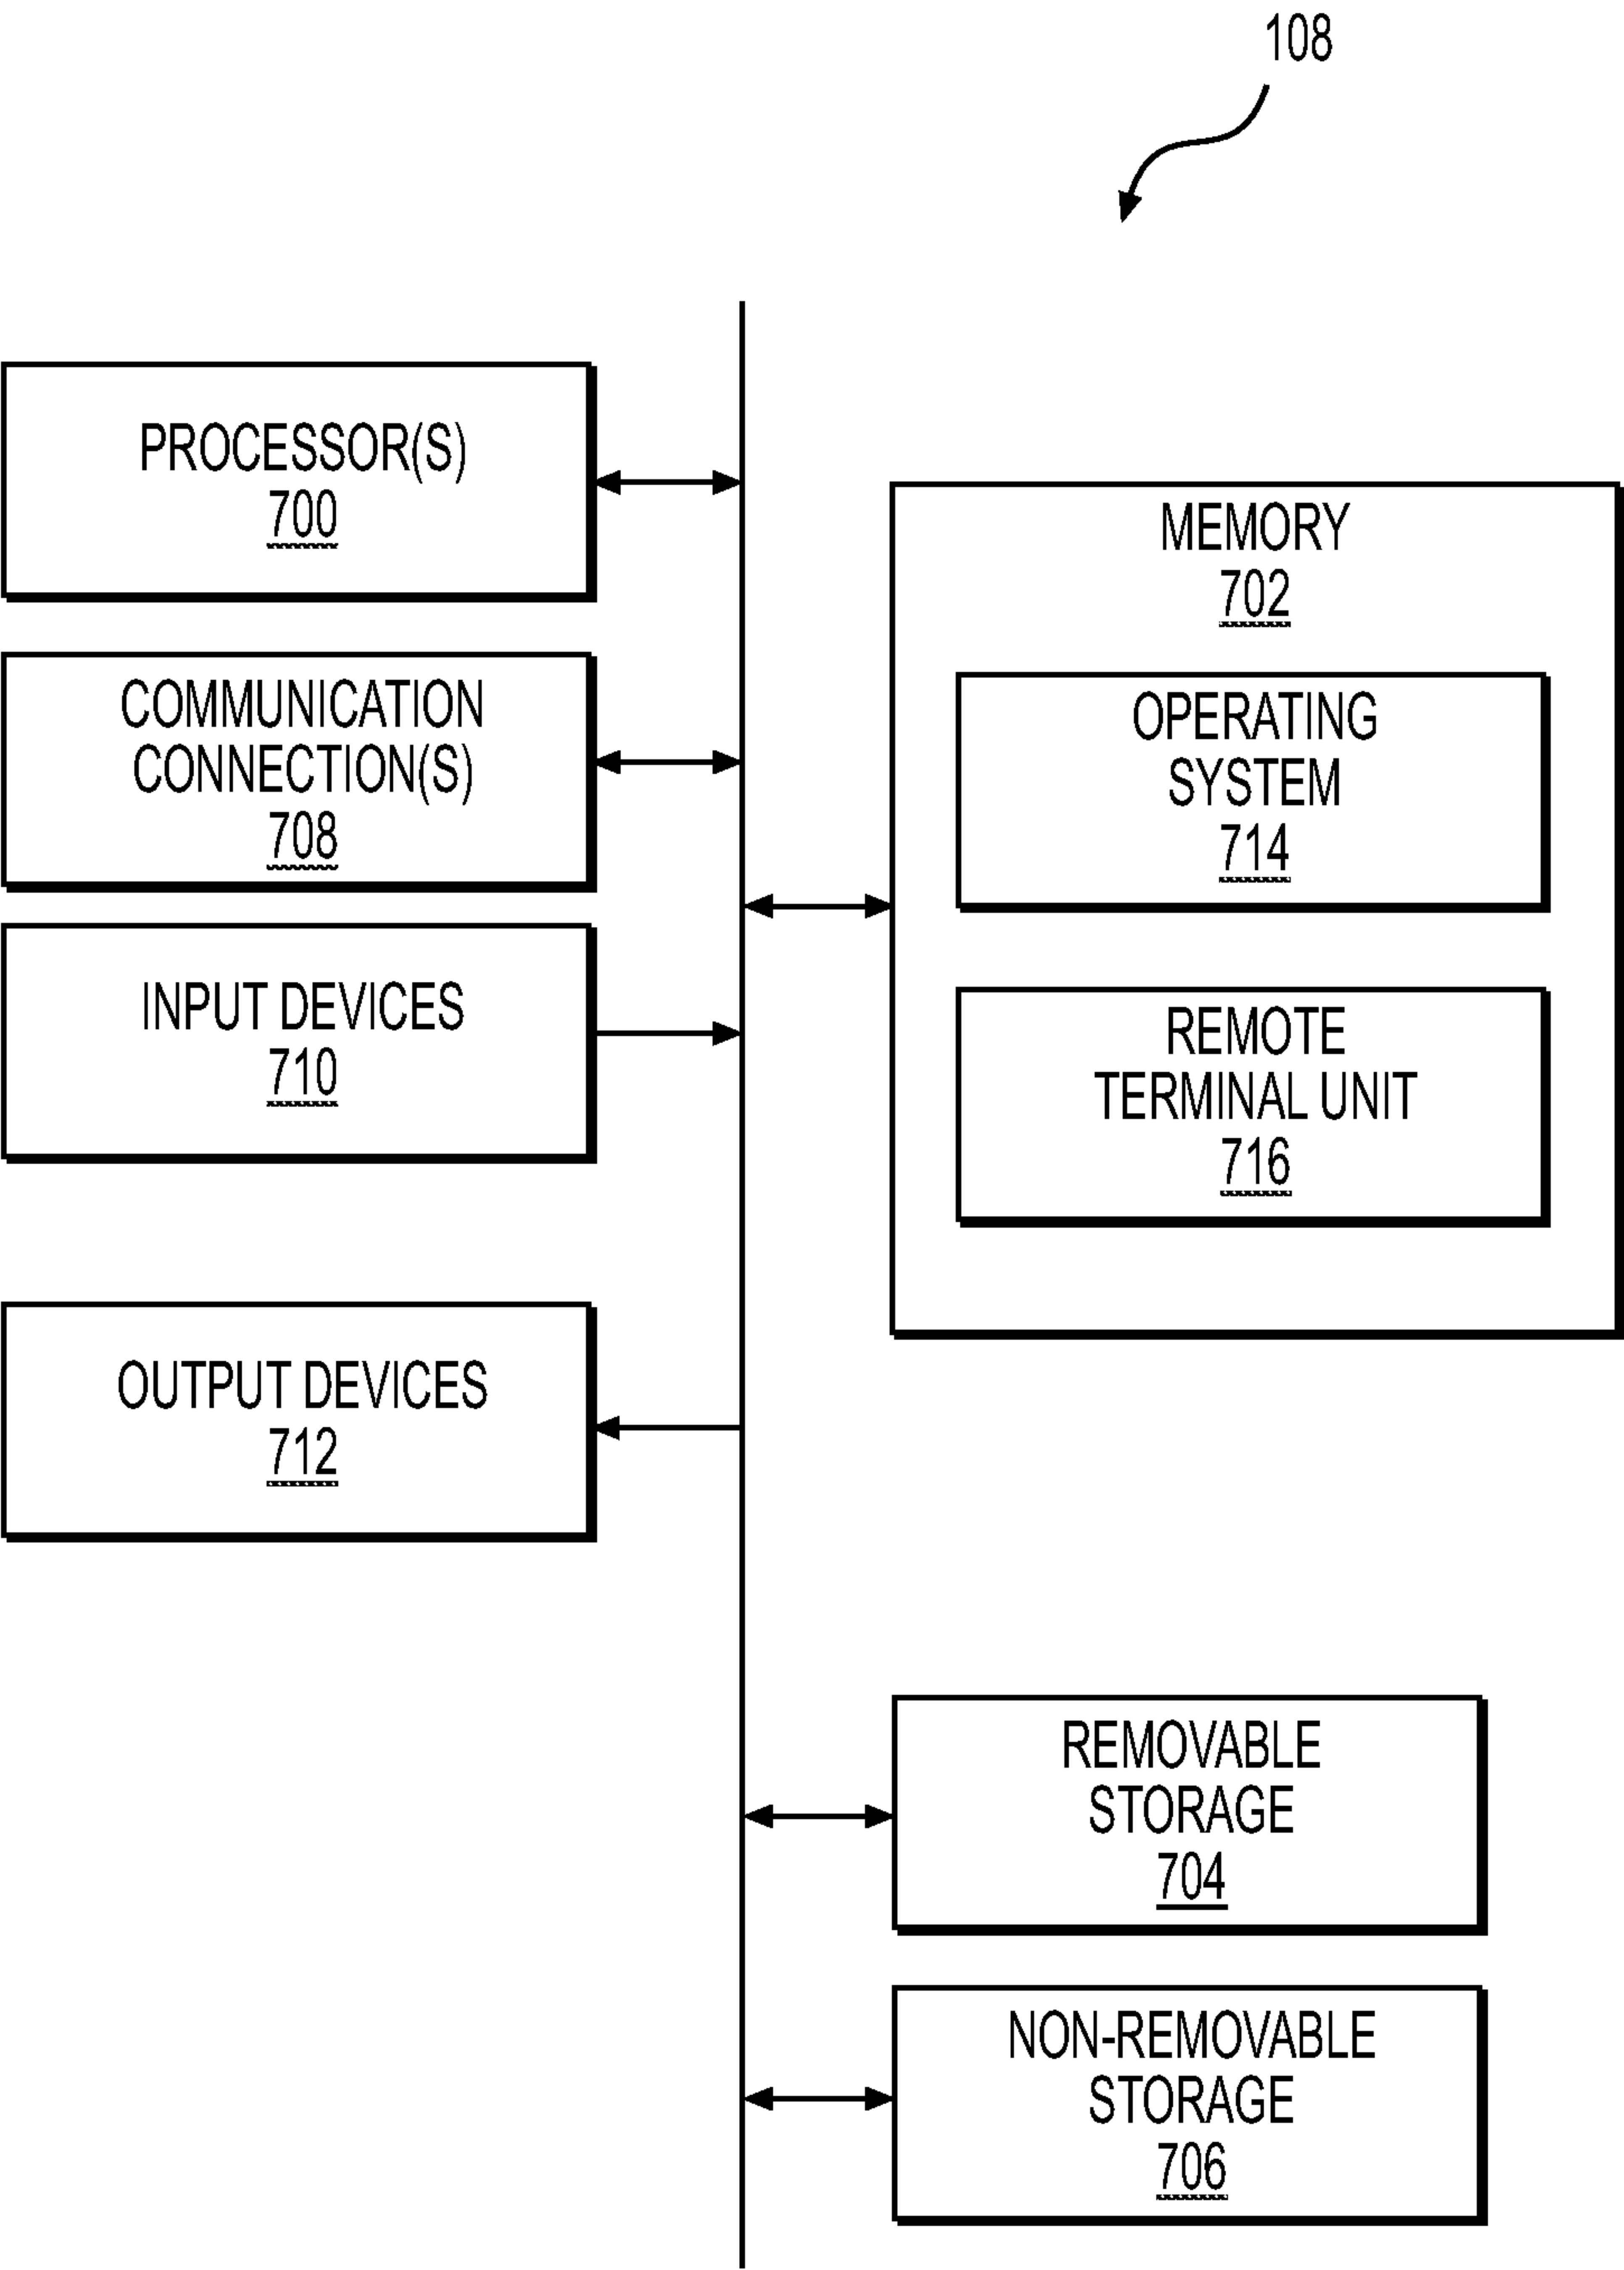 108
PROCESSOR(S)
700
COMMUNICATION
CONNECTION(S)
708
INPUT DEVICES
710
OUTPUT DEVICES
712
MEMORY
702
OPERATING
SYSTEM
714
REMOTE
TERMINAL UNIT
716
REMOVABLE
STORAGE
704
NON-REMOVABLE
STORAGE
706